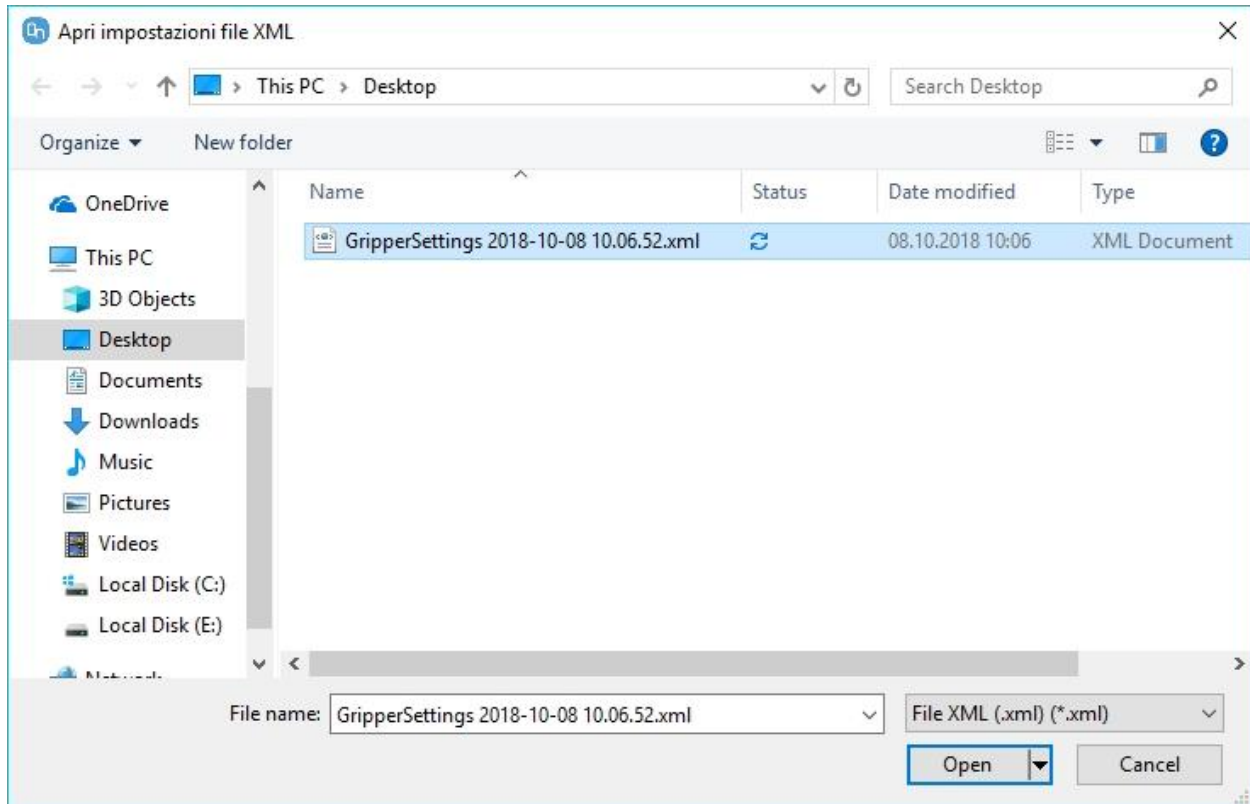 Apri impostazioni file XML
This PC > Desktop
Search Desktop
Organize
New folder
Name
Status
Date modified
Type
GripperSettings 2018-10-08 10.06.52.xml
08.10.2018 10:06
XML Document
OneDrive
This PC
3D Objects
Desktop
Documents
Downloads
Music
Pictures
Videos
Local Disk (C:)
Local Disk (E:)
Network
File name: GripperSettings 2018-10-08 10.06.52.xml
File XML (.xml) (*.xml)
Open
Cancel